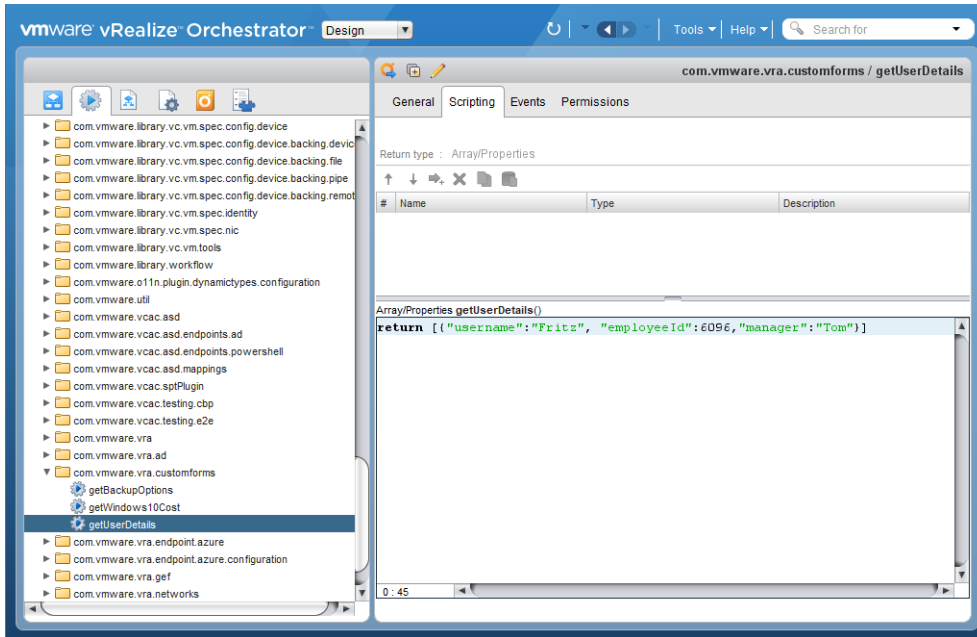 vmware vRealize Orchestrator Design
Tools Help Search for
com.vmware.vra.customforms / getUserDetails
General Scripting Events Permissions
Return type : Array/Properties
# Name Type Description
Array/Properties getUserDetails()
return [{"username":"Fritz", "employeeId":6096,"manager":"Tom"}]
0 : 45
com.vmware.library.vc.vm.spec.config.device
com.vmware.library.vc.vm.spec.config.device.backing.devic
com.vmware.library.vc.vm.spec.config.device.backing.file
com.vmware.library.vc.vm.spec.config.device.backing.pipe
com.vmware.library.vc.vm.spec.config.device.backing.remot
com.vmware.library.vc.vm.spec.identity
com.vmware.library.vc.vm.spec.nic
com.vmware.library.vc.vm.tools
com.vmware.library.workflow
com.vmware.o11n.plugin.dynamictypes.configuration
com.vmware.util
com.vmware.vcac.asd
com.vmware.vcac.asd.endpoints.ad
com.vmware.vcac.asd.endpoints.powershell
com.vmware.vcac.asd.mappings
com.vmware.vcac.sptPlugin
com.vmware.vcac.testing.cbp
com.vmware.vcac.testing.e2e
com.vmware.vra
com.vmware.vra.ad
com.vmware.vra.customforms
getBackupOptions
getWindows10Cost
getUserDetails
com.vmware.vra.endpoint.azure
com.vmware.vra.endpoint.azure.configuration
com.vmware.vra.gef
com.vmware.vra.networks